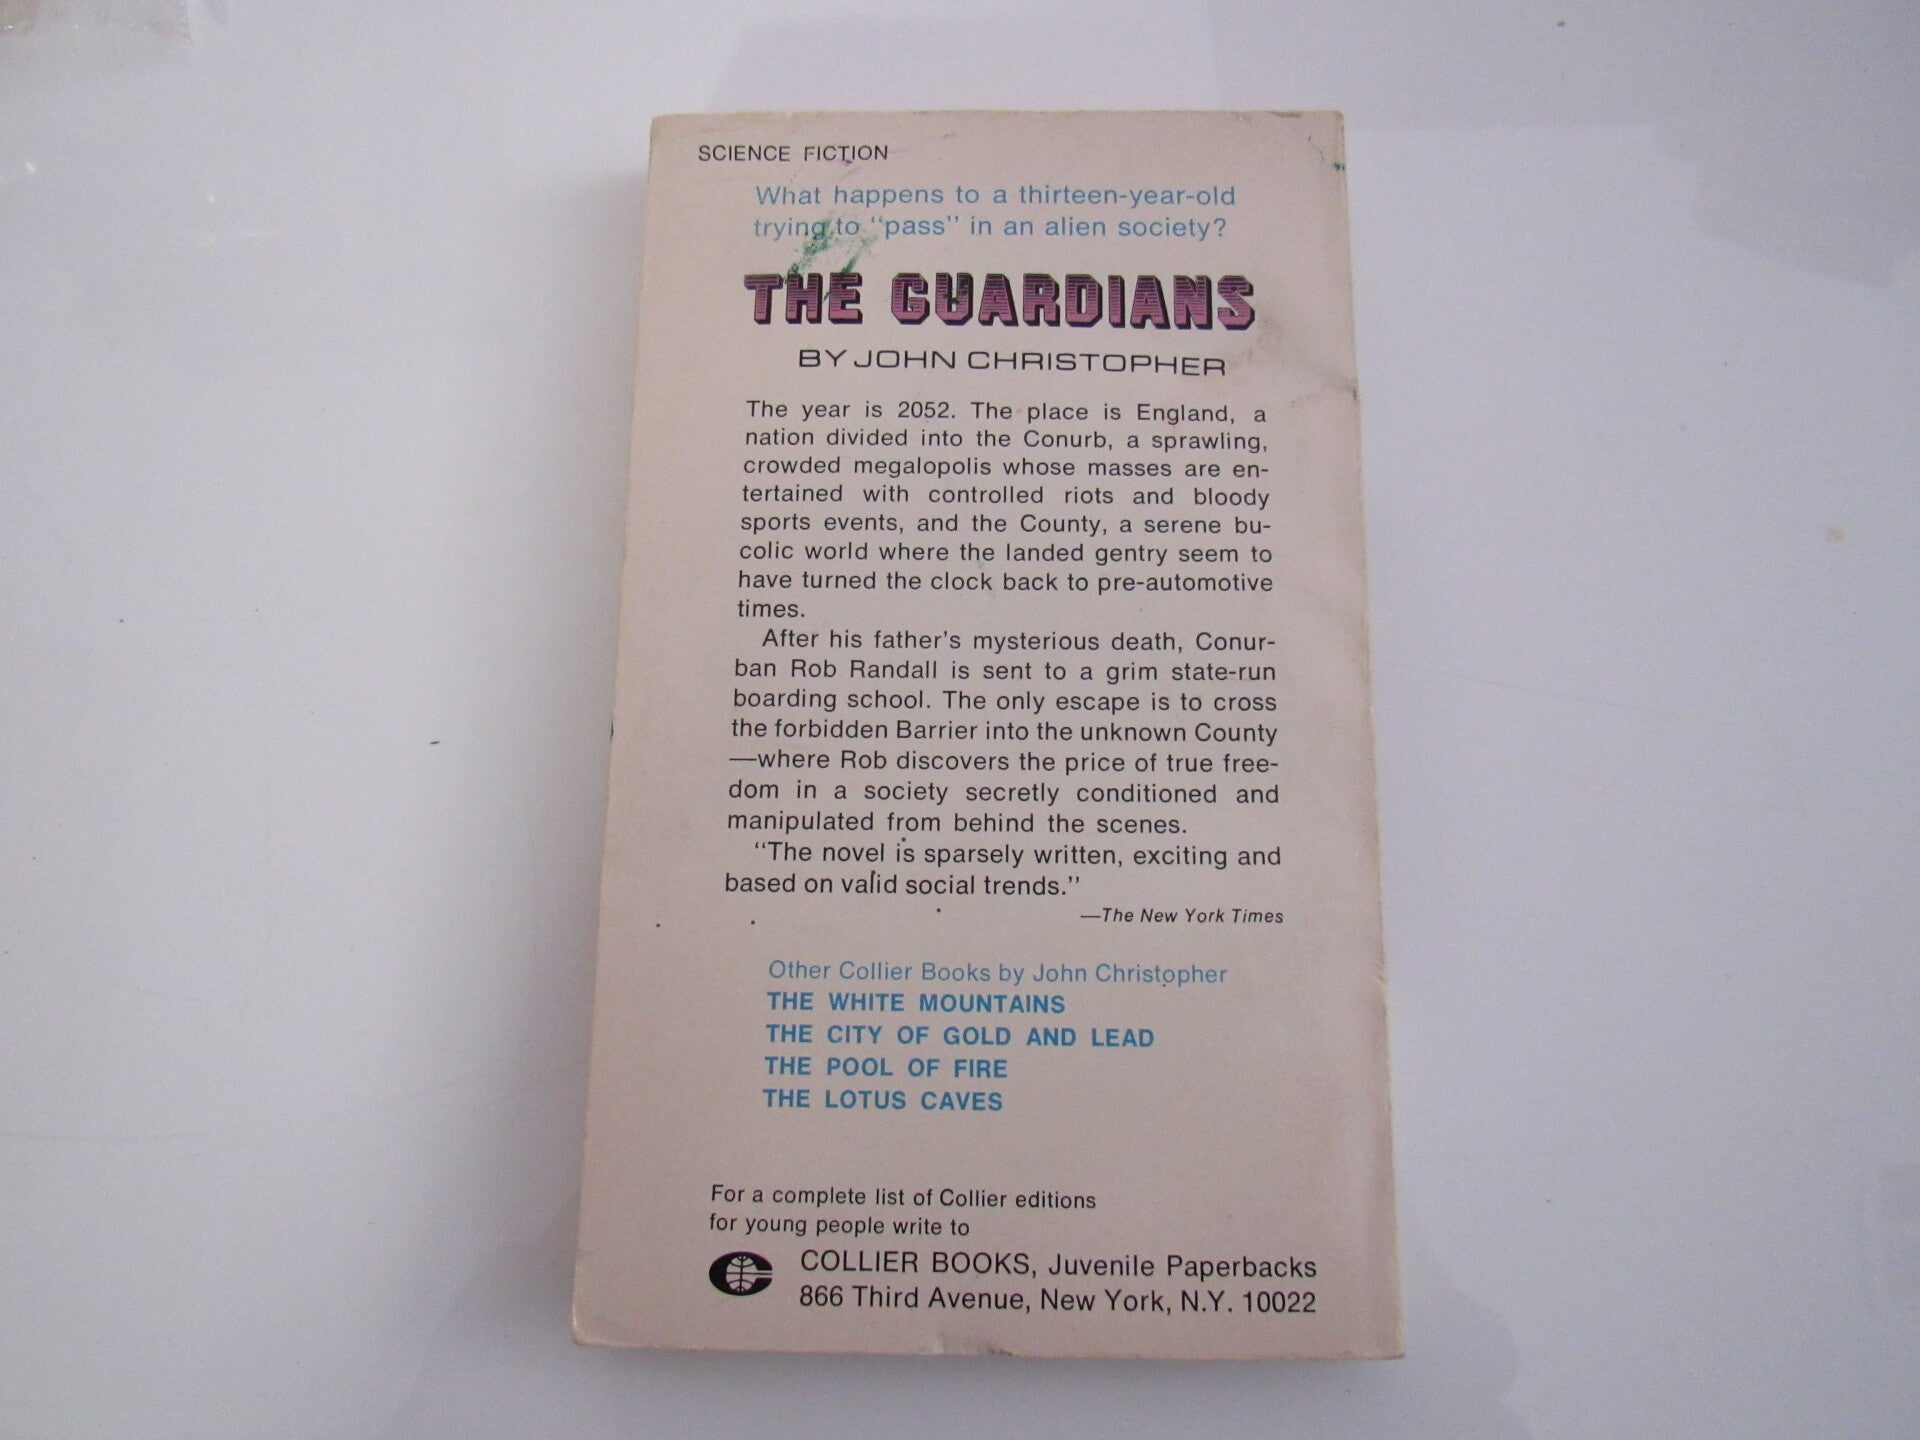 SCIENCE FICTION
What happens to a thirteen-year-old
trying to "pass" in an alien society?
THE GUARDIANS
BY JOHN CHRISTOPHER
The year is 2052. The place is England, a
nation divided into the Conurb, a sprawling,
crowded megalopolis whose masses are en-
tertained with controlled riots and bloody
sports events, and the County, a serene bu-
colic world where the landed gentry seem to
have turned the clock back to pre-automotive
times.
After his father's mysterious death, Conur-
ban Rob Randall is sent to a grim state-run
boarding school. The only escape is to cross
the forbidden Barrier into the unknown County
—where Rob discovers the price of true free-
dom in a society secretly conditioned and
manipulated from behind the scenes.
"The novel is sparsely written, exciting and
based on valid social trends."
—The New York Times
Other Collier Books by John Christopher
THE WHITE MOUNTAINS
THE CITY OF GOLD AND LEAD
THE POOL OF FIRE
THE LOTUS CAVES
For a complete list of Collier editions
for young people write to
COLLIER BOOKS, Juvenile Paperbacks
866 Third Avenue, New York, N.Y. 10022